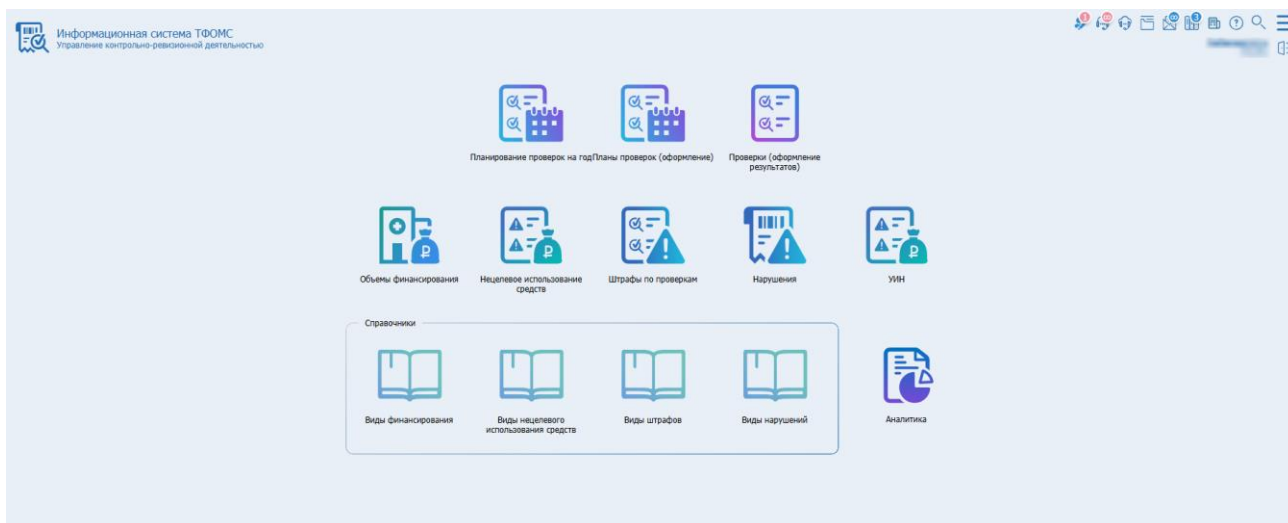 Информационная система ТФОМС
Управление контрольно-ревизионной деятельностью
Планирование проверок на год
Планы проверок (оформление)
Проверки (оформление
результатов)
Объемы финансирования
Нецелевое использование
средств
Штрафы по проверкам
Нарушения
УИН
Справочники
Виды финансирования
Виды нецелевого
использования средств
Виды штрафов
Виды нарушений
Аналитика